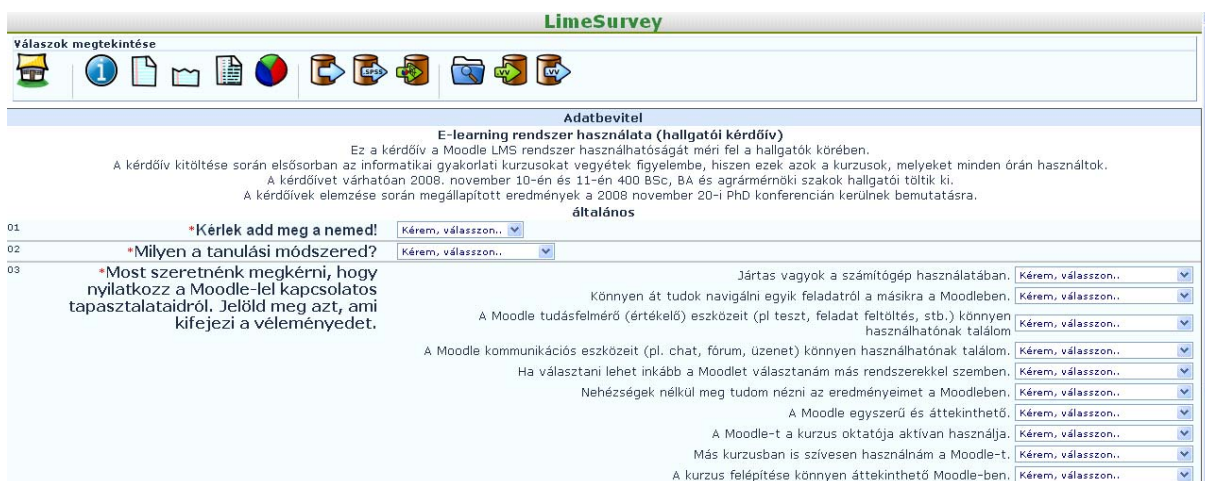 LimeSurvey
Válaszok megtekintése
.SPSS
.VV
.VV
Adatbevitel
E-learning rendszer használata (hallgatói kérdőív)
Ez a kérdőív a Moodle LMS rendszer használhatóságát méri fel a hallgatók körében.
A kérdőív kitöltése során elsősorban az informatikai gyakorlati kurzusokat vegyétek figyelembe, hiszen ezek azok a kurzusok, melyeket minden órán használtok.
A kérdőívet várhatóan 2008. november 10-én és 11-én 400 BSc, BA és agrármérnöki szakok hallgatói töltik ki.
A kérdőívek elemzése során megállapított eredmények a 2008 november 20-i PhD konferencián kerülnek bemutatásra.
általános
01 *Kérlek add meg a nemed! Kérem, válasszon..
02 *Milyen a tanulási módszered? Kérem, válasszon..
03 *Most szeretnénk megkérni, hogy
nyilatkozz a Moodle-lel kapcsolatos
tapasztalataidról. Jelöld meg azt, ami
kifejezi a véleményedet.
Jártas vagyok a számítógép használatában. Kérem, válasszon..
Könnyen át tudok navigálni egyik feladatról a másikra a Moodleben. Kérem, válasszon..
A Moodle tudásfelmérő (értékelő) eszközeit (pl teszt, feladat feltöltés, stb.) könnyen
használhatónak találom Kérem, válasszon..
A Moodle kommunikációs eszközeit (pl. chat, fórum, üzenet) könnyen használhatónak találom. Kérem, válasszon..
Ha választani lehet inkább a Moodlet választanám más rendszerekkel szemben. Kérem, válasszon..
Nehézségek nélkül meg tudom nézni az eredményeimet a Moodleben. Kérem, válasszon..
A Moodle egyszerű és áttekinthető. Kérem, válasszon..
A Moodle-t a kurzus oktatója aktívan használja. Kérem, válasszon..
Más kurzusban is szívesen használnám a Moodle-t. Kérem, válasszon..
A kurzus felépítése könnyen áttekinthető Moodle-ben. Kérem, válasszon..